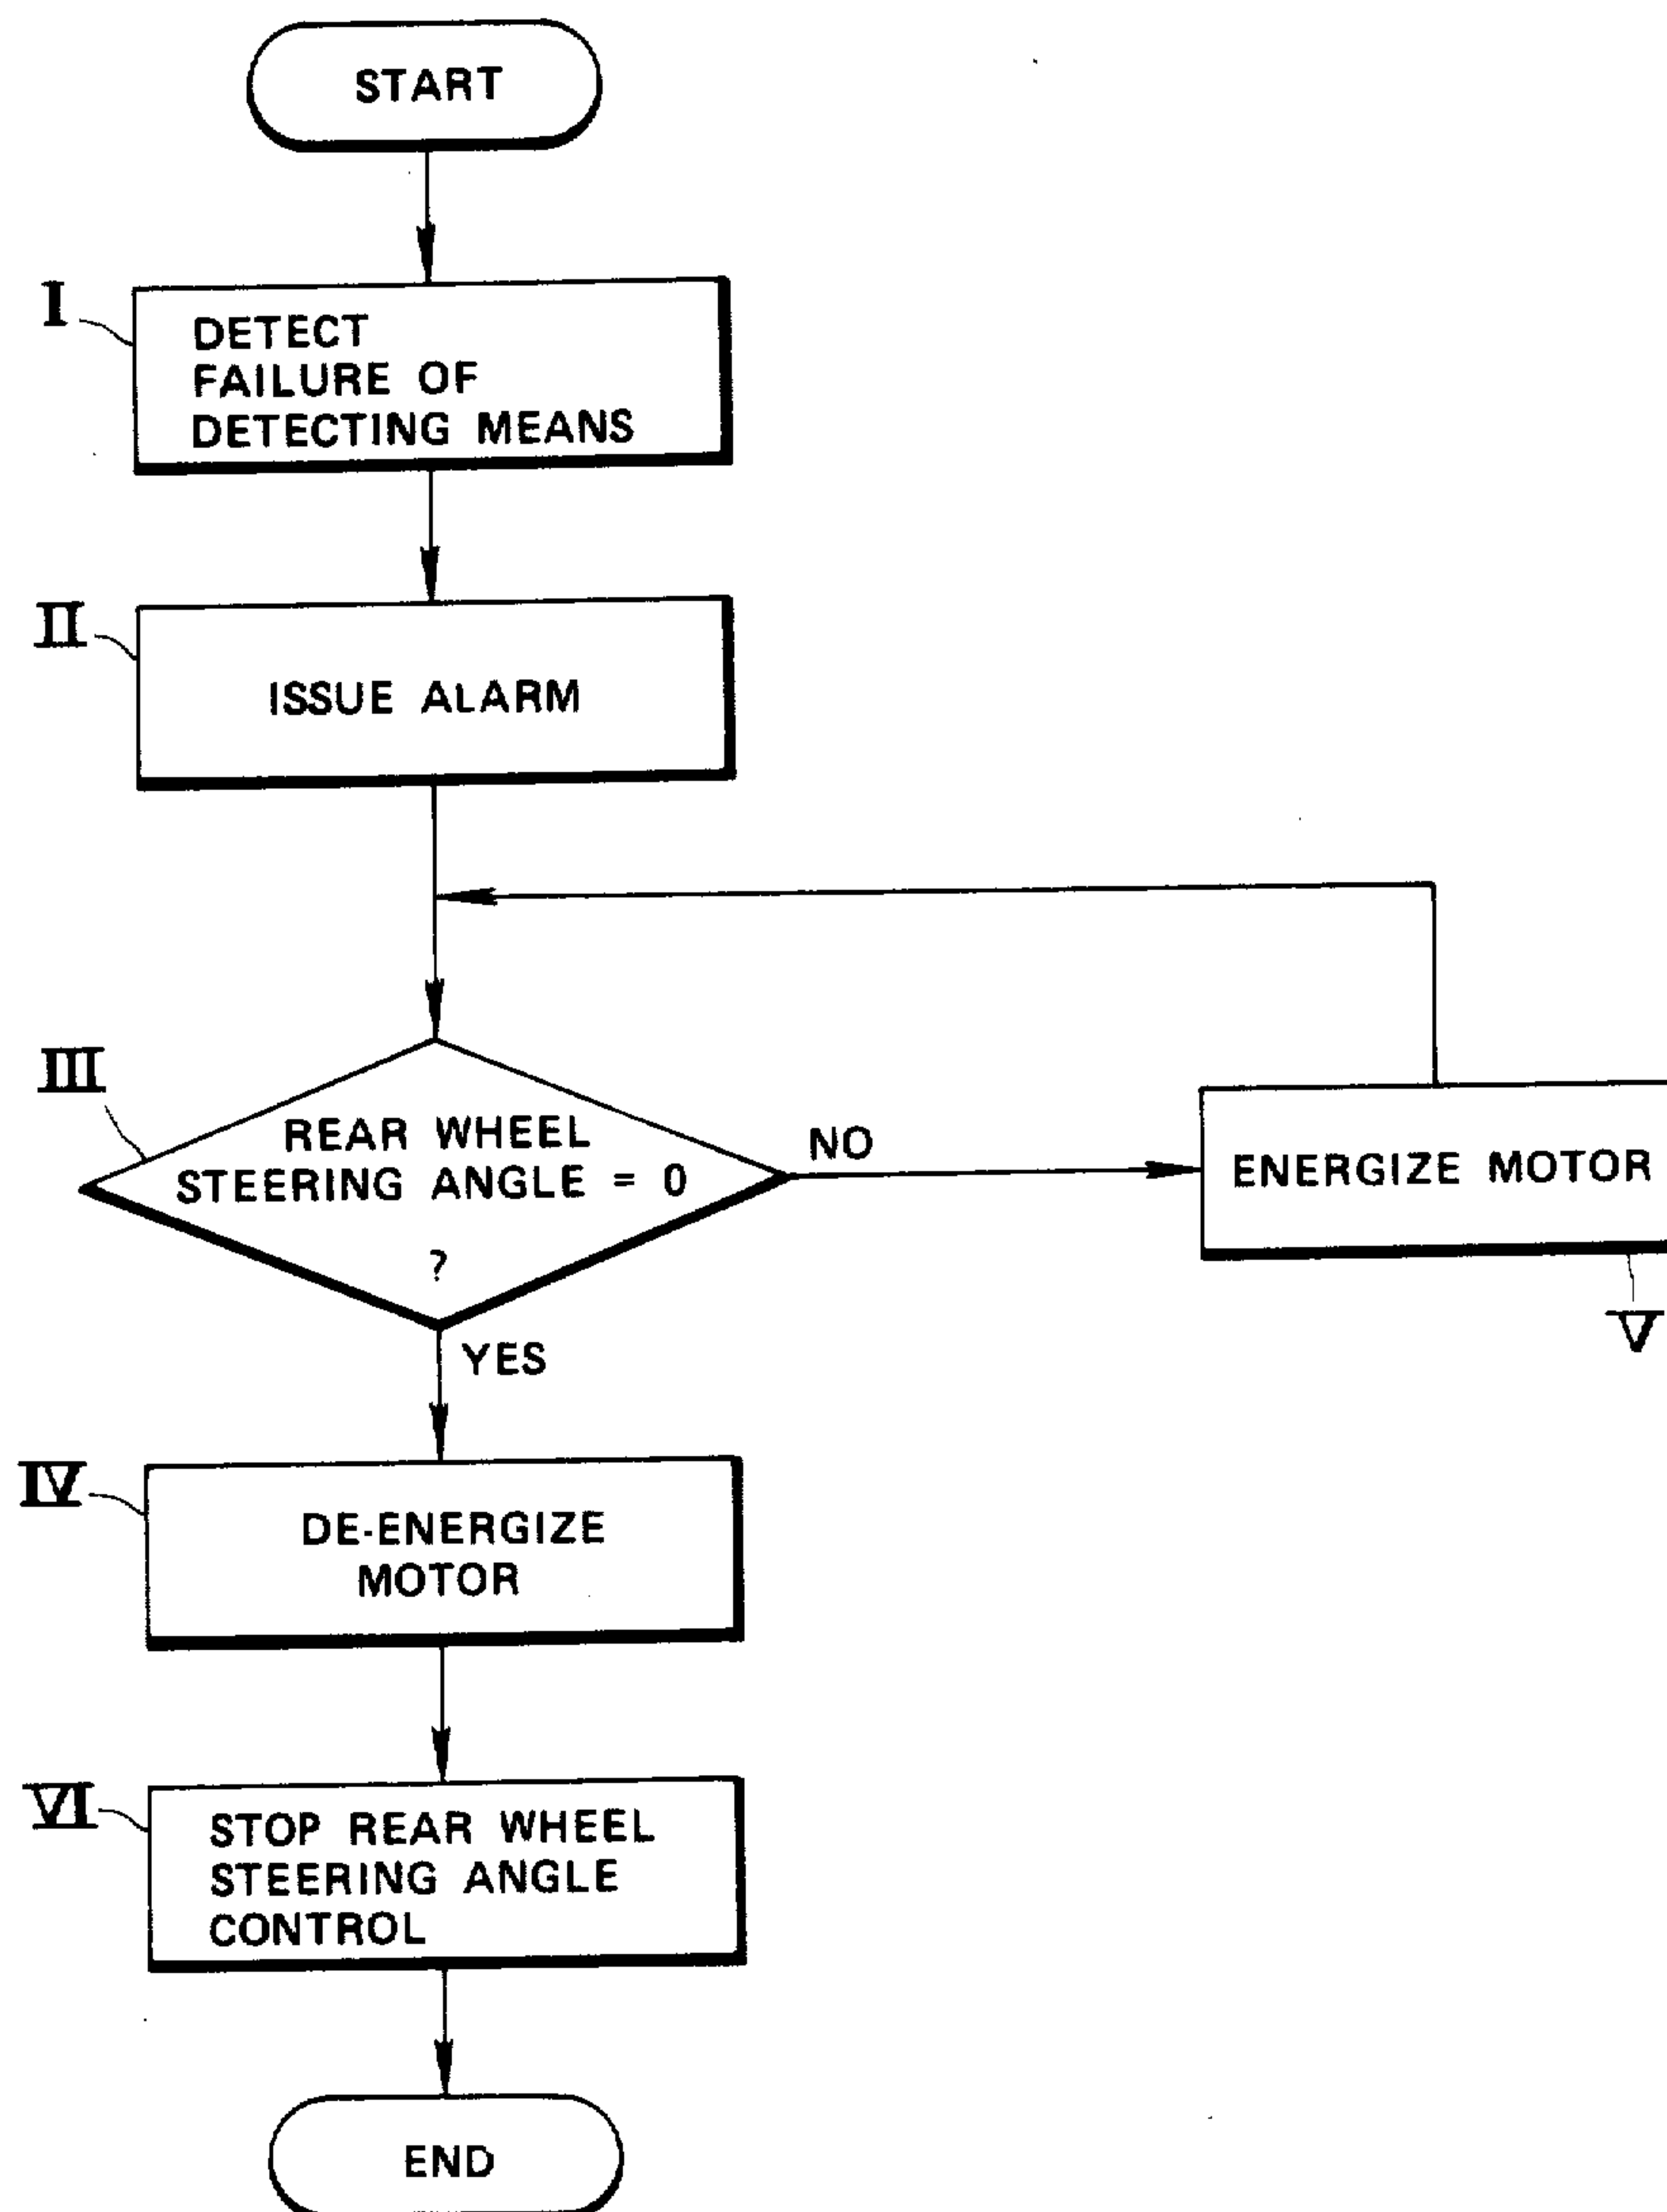 START
I
DETECT
FAILURE OF
DETECTING MEANS
II
ISSUE ALARM
III
REAR WHEEL
STEERING ANGLE = 0
?
NO
ENERGIZE MOTOR
V
YES
IV
DE-ENERGIZE
MOTOR
VI
STOP REAR WHEEL
STEERING ANGLE
CONTROL
END